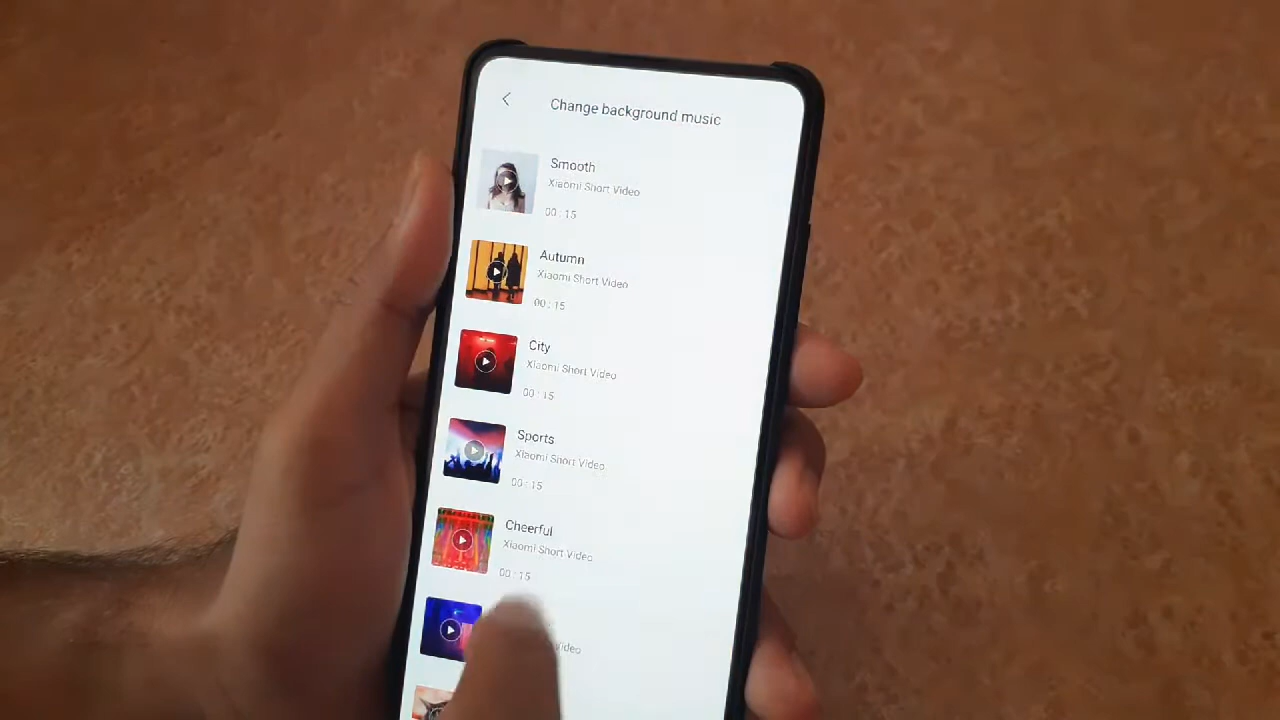 Change background music
Smooth
Xiaomi Short Video
00:15
Autumn
Xiaomi Short Video
00:15
City
Xiaomi Short Video
00:15
Sports
Xiaomi Short Video
00:15
Cheerful
Xiaomi Short Video
00:15
Video